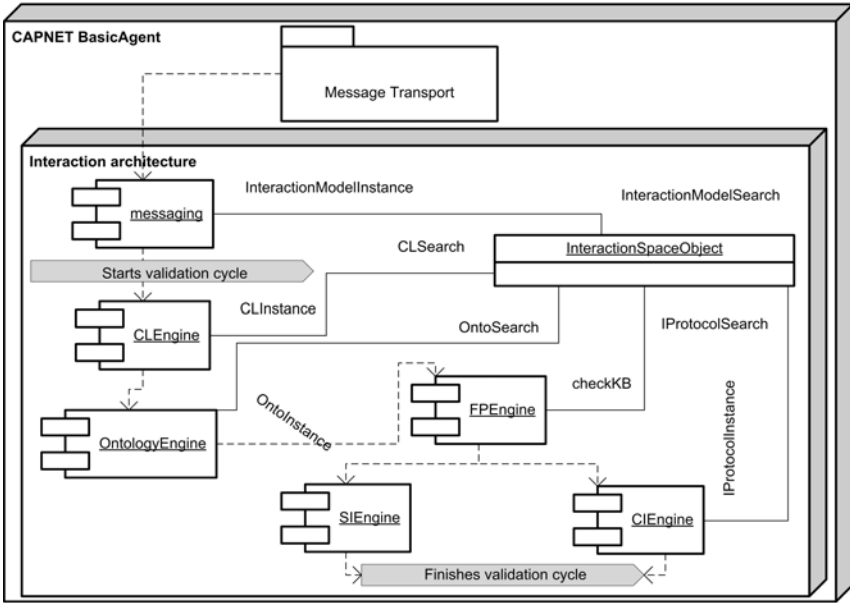 CAPNET BasicAgent
Message Transport
Interaction architecture
InteractionModelInstance
InteractionModelSearch
messaging
CLSearch
InteractionSpaceObject
Starts validation cycle
CLInstance
OntoSearch
IProtocolSearch
CLEngine
checkKB
OntoInstance
FPEngine
IProtocolInstance
OntologyEngine
SIEngine
CIEngine
Finishes validation cycle